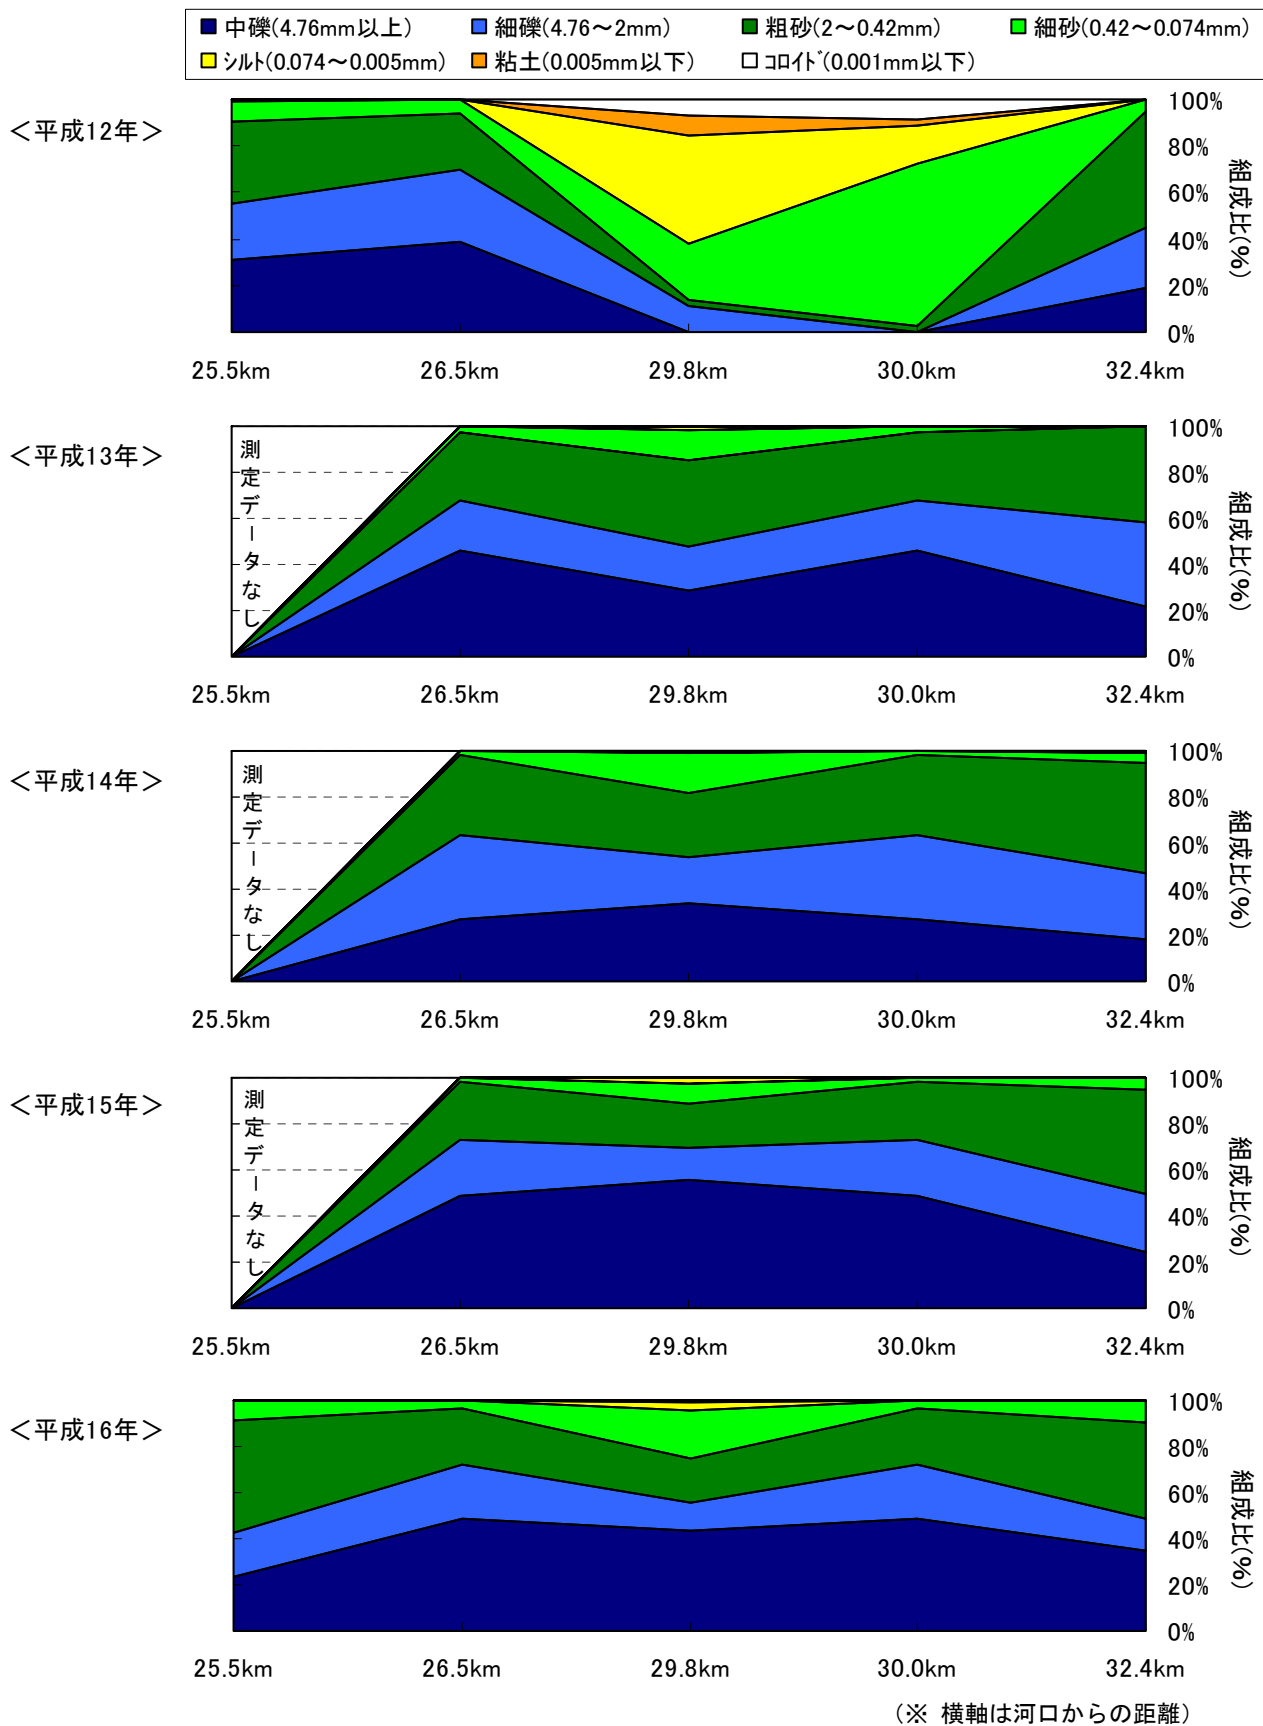 中礫(4.76mm以上) 細礫(4.76～2mm) 粗砂(2～0.42mm) 細砂(0.42～0.074mm)
ｼﾙﾄ(0.074～0.005mm) 粘土(0.005mm以下) ｺﾛｲﾄﾞ(0.001mm以下)
＜平成12年＞
100%
80%
60%
40%
20%
0%
組成比(%)
25.5km 26.5km 29.8km 30.0km 32.4km
＜平成13年＞
測定データなし
100%
80%
60%
40%
20%
0%
組成比(%)
25.5km 26.5km 29.8km 30.0km 32.4km
＜平成14年＞
測定データなし
100%
80%
60%
40%
20%
0%
組成比(%)
25.5km 26.5km 29.8km 30.0km 32.4km
＜平成15年＞
測定データなし
100%
80%
60%
40%
20%
0%
組成比(%)
25.5km 26.5km 29.8km 30.0km 32.4km
＜平成16年＞
100%
80%
60%
40%
20%
0%
組成比(%)
25.5km 26.5km 29.8km 30.0km 32.4km
(※ 横軸は河口からの距離)